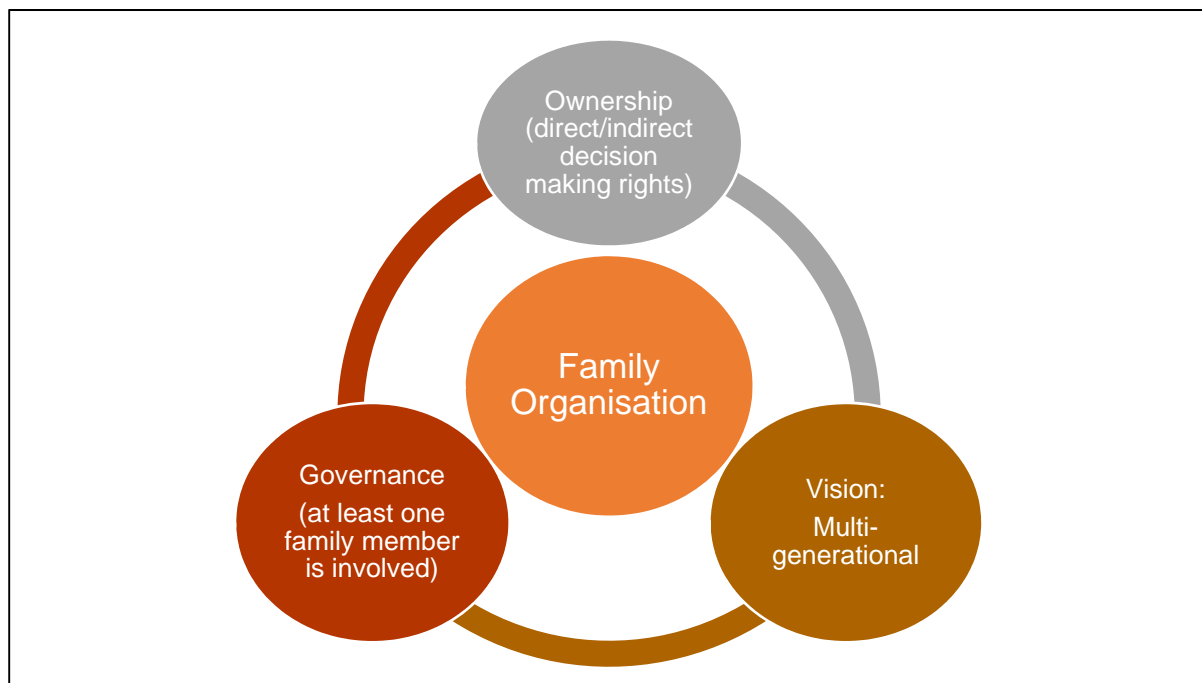 Ownership
(direct/indirect
decision
making rights)
Family
Organisation
Governance
(at least one
family member
is involved)
Vision:
Multi-
generational